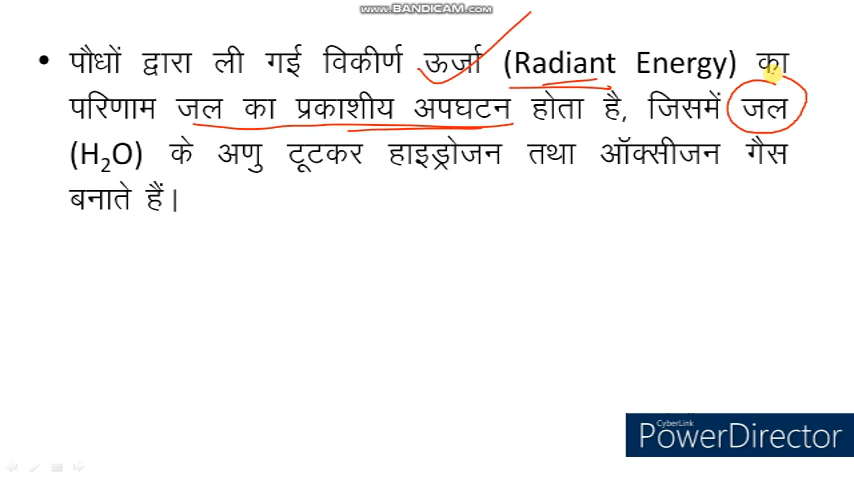 www.BANDICAM.com
• पौधों द्वारा ली गई विकीर्ण ऊर्जा (Radiant Energy) का
परिणाम जल का प्रकाशीय अपघटन होता है, जिसमें जल
(H₂O) के अणु टूटकर हाइड्रोजन तथा ऑक्सीजन गैस
बनाते हैं।
CyberLink
PowerDirector